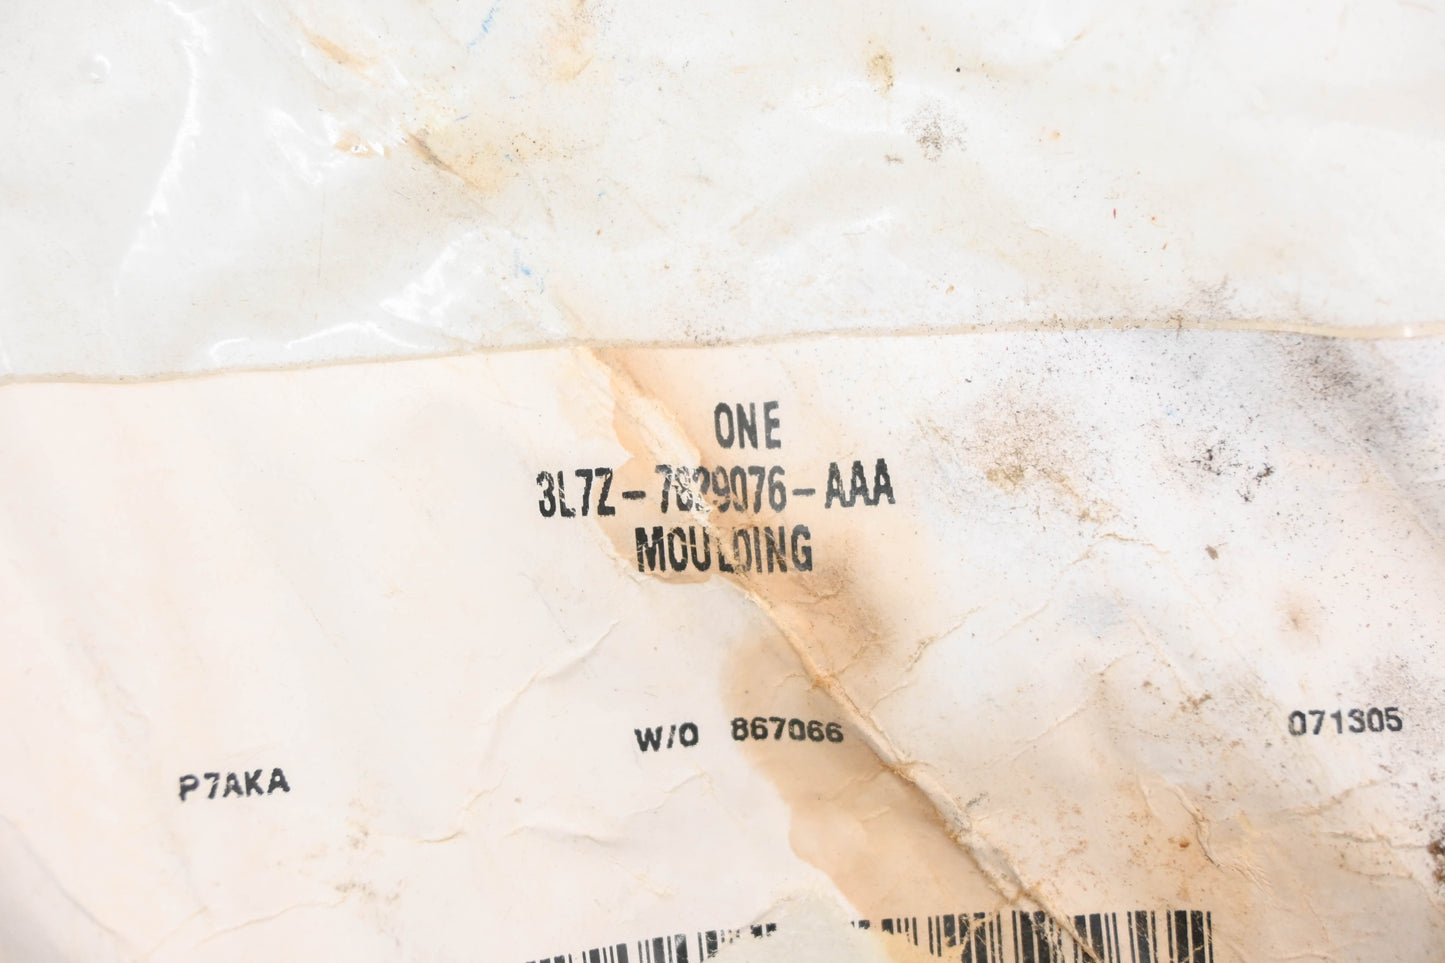 ONE
3L7Z-7829076-AAA
MOULDING
W/O 867066
071305
P7AKA